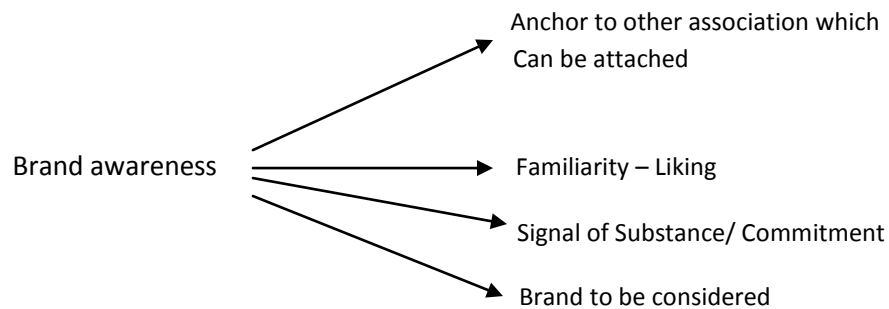 Anchor to other association which
Can be attached
Brand awareness
Familiarity – Liking
Signal of Substance/ Commitment
Brand to be considered